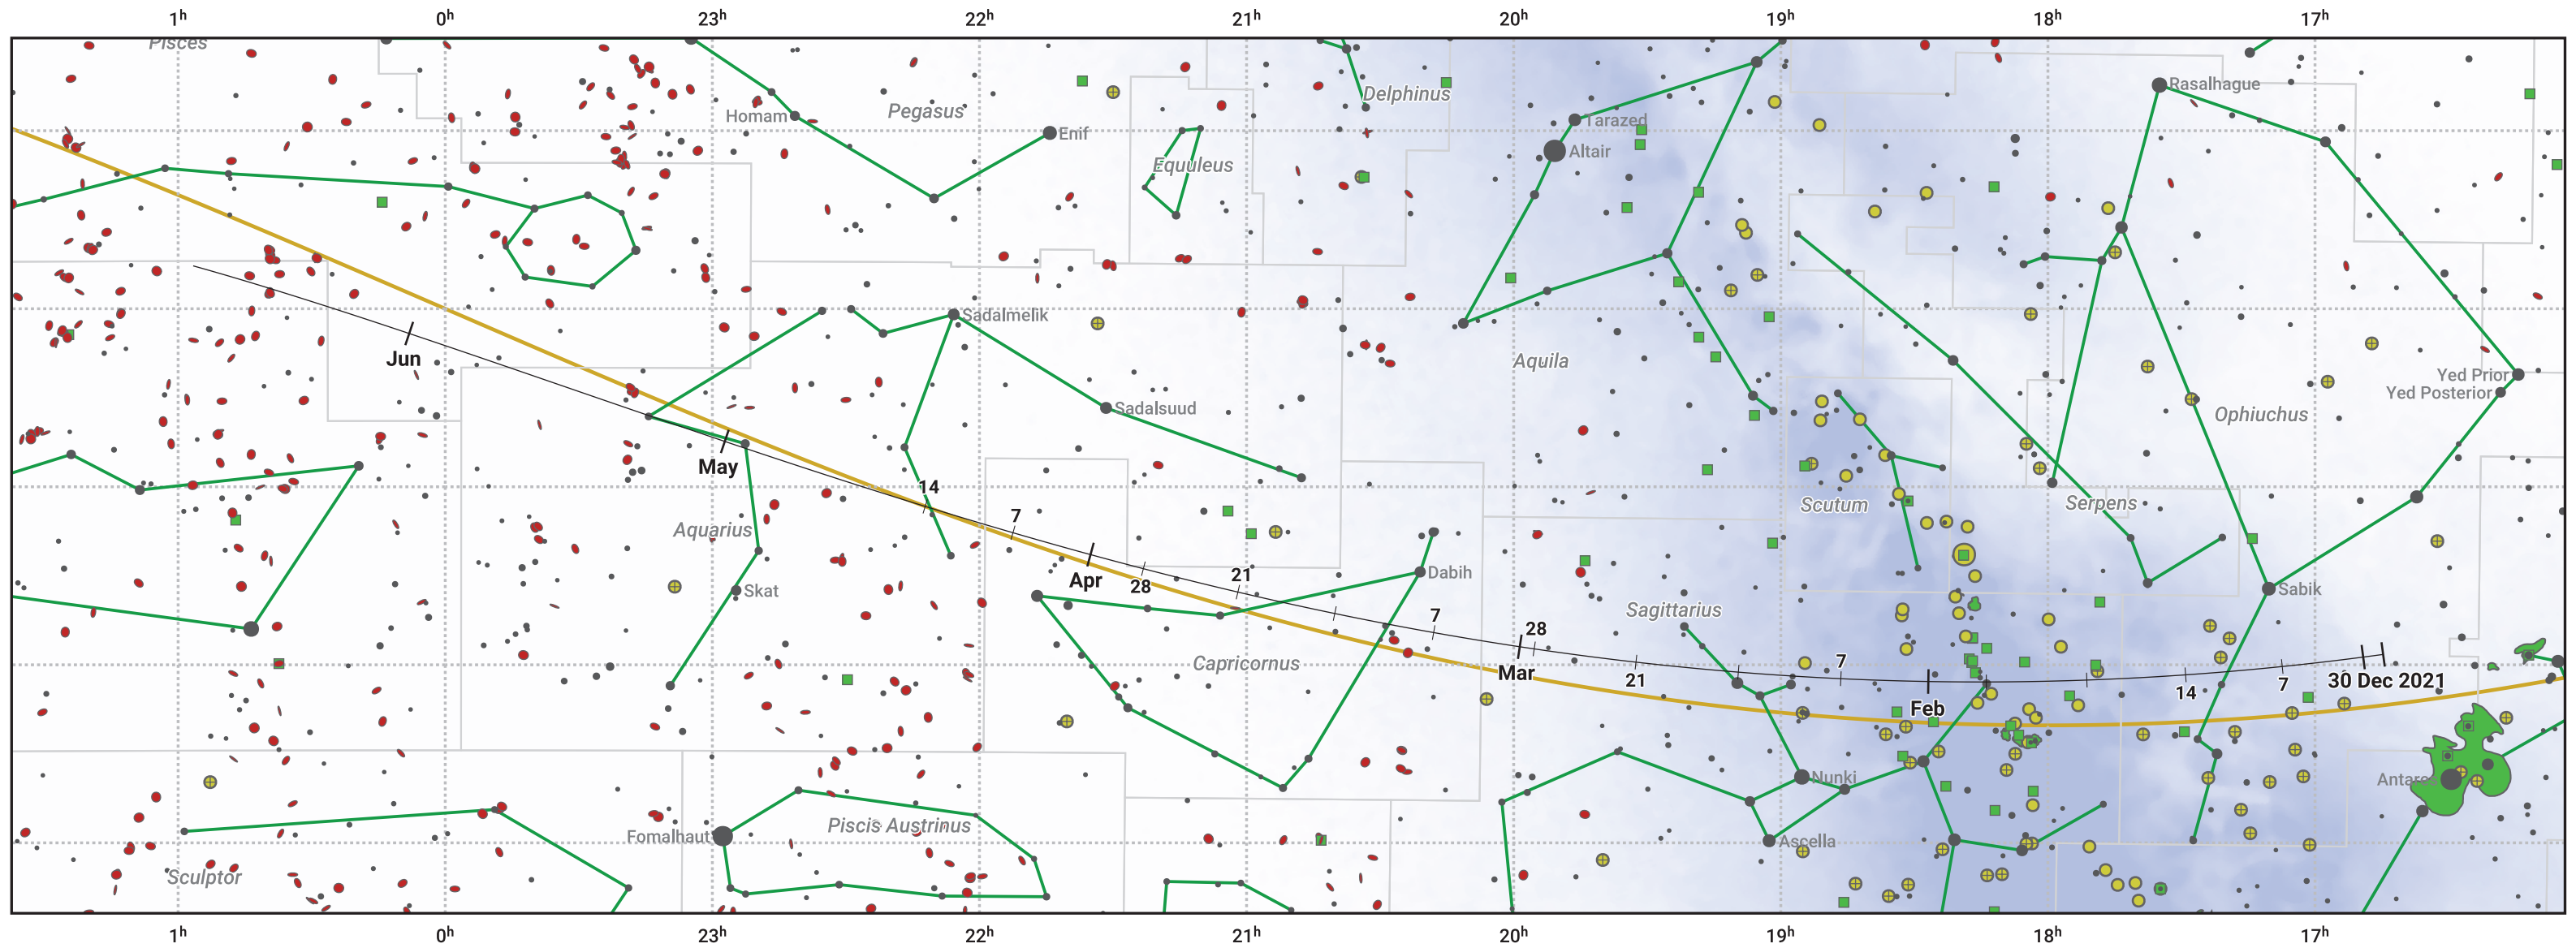 1ʰ 0ʰ 23ʰ 22ʰ 21ʰ 20ʰ 19ʰ 18ʰ 17ʰ
Pisces
Rasalhague
Delphinus
Pegasus
Homam
Tarazed
Enif
Altair
Equuleus
Sadalmelik
Jun
Aquila
Yed Prior
Yed Posterior
Sadalsuud
Ophiuchus
May
14
Scutum
Serpens
7
Aquarius
Dabih
Apr
28
21
Skat
Sabik
Sagittarius
7
28
Capricornus
7
Mar
21
14
7
30 Dec 2021
Feb
Nunki
Antares
Piscis Austrinus
Fomalhaut
Ascella
Sculptor
1ʰ 0ʰ 23ʰ 22ʰ 21ʰ 20ʰ 19ʰ 18ʰ 17ʰ